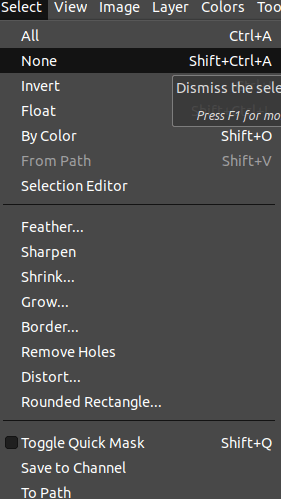 Select View Image Layer Colors Too
All Ctrl+A
None Shift+Ctrl+A
Invert
Dismiss the sele
Float
Press F1 for mo
By Color Shift+O
From Path Shift+V
Selection Editor
Feather...
Sharpen
Shrink...
Grow...
Border...
Remove Holes
Distort...
Rounded Rectangle...
Toggle Quick Mask Shift+Q
Save to Channel
To Path